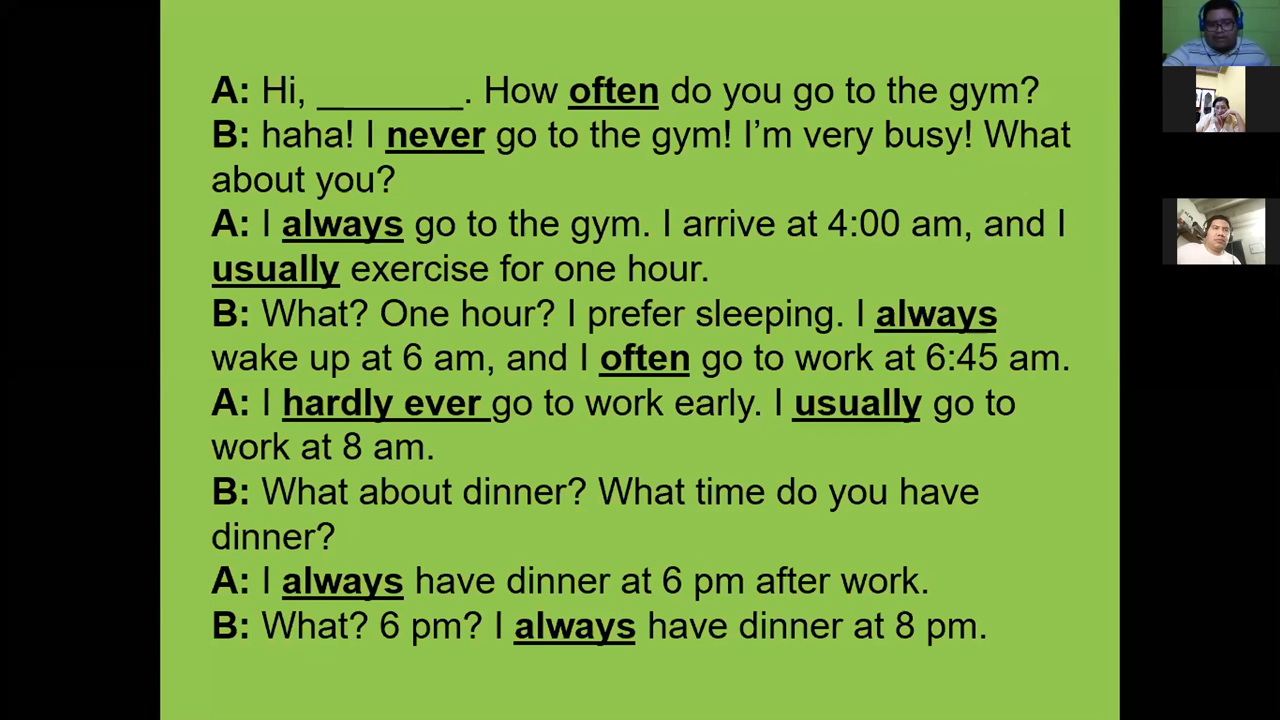 A: Hi, _______. How often do you go to the gym?
B: haha! I never go to the gym! I’m very busy! What
about you?
A: I always go to the gym. I arrive at 4:00 am, and I
usually exercise for one hour.
B: What? One hour? I prefer sleeping. I always
wake up at 6 am, and I often go to work at 6:45 am.
A: I hardly ever go to work early. I usually go to
work at 8 am.
B: What about dinner? What time do you have
dinner?
A: I always have dinner at 6 pm after work.
B: What? 6 pm? I always have dinner at 8 pm.